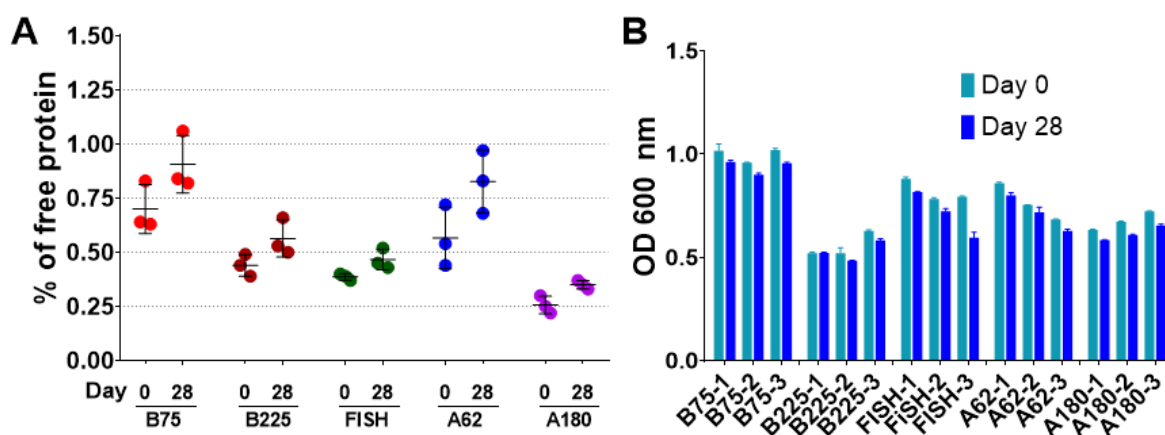 A
% of free protein
1.50
1.25
1.00
0.75
0.50
0.25
0.00
Day 0 28 0 28 0 28 0 28 0 28
B75 B225 FISH A62 A180
B
OD 600 nm
1.5
1.0
0.5
0.0
Day 0
Day 28
B75-1 B75-2 B75-3 B225-1 B225-2 B225-3 FISH-1 FiSH-2 FISH-3 A62-1 A62-2 A62-3 A180-1 A180-2 A180-3